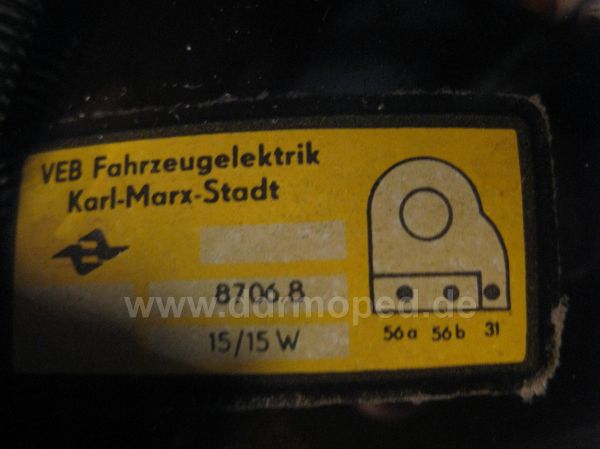 VEB Fahrzeugelektrik
Karl-Marx-Stadt
8706.8
www.ddrmoped.de
15/15 W
56a 56b 31